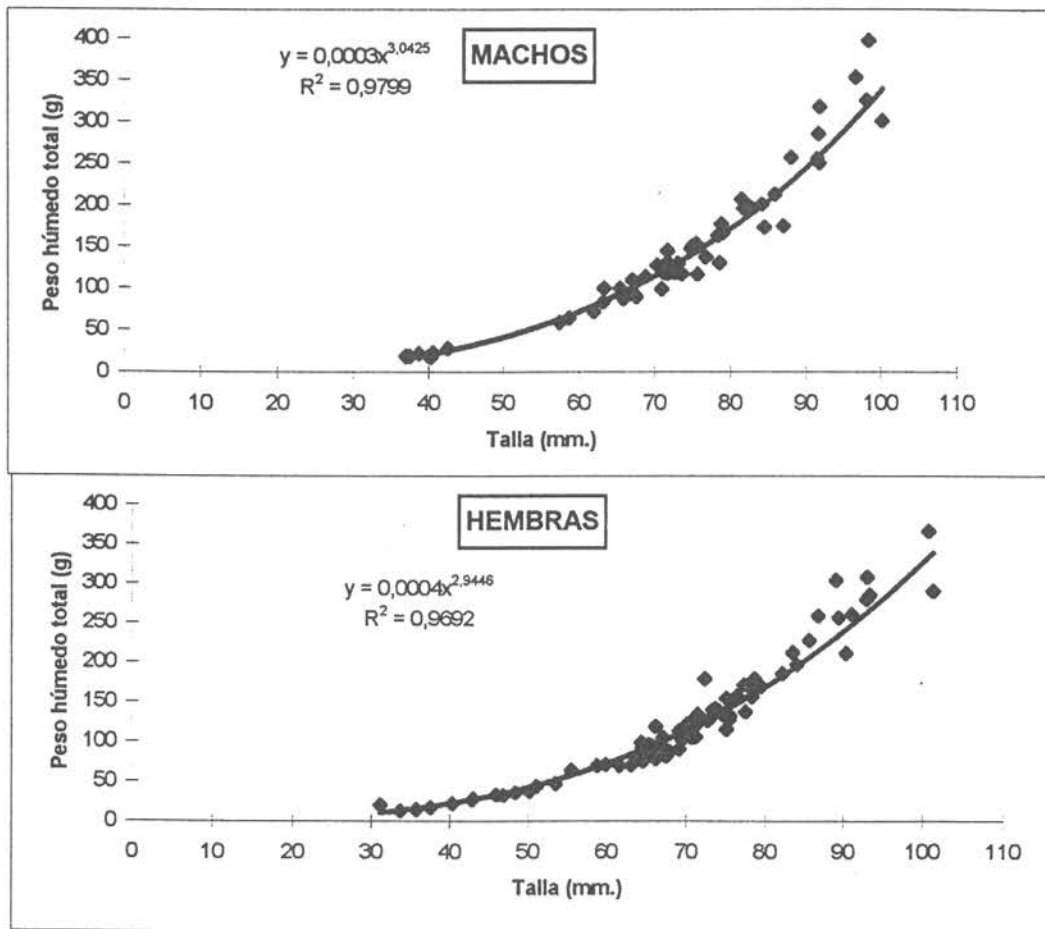 MACHOS
y = 0,0003x^3,0425
R² = 0,9799
Peso húmedo total (g)
400
350
300
250
200
150
100
50
0
0 10 20 30 40 50 60 70 80 90 100 110
Talla (mm.)
HEMBRAS
y = 0,0004x^2,9446
R² = 0,9692
Peso húmedo total (g)
400
350
300
250
200
150
100
50
0
0 10 20 30 40 50 60 70 80 90 100 110
Talla (mm.)